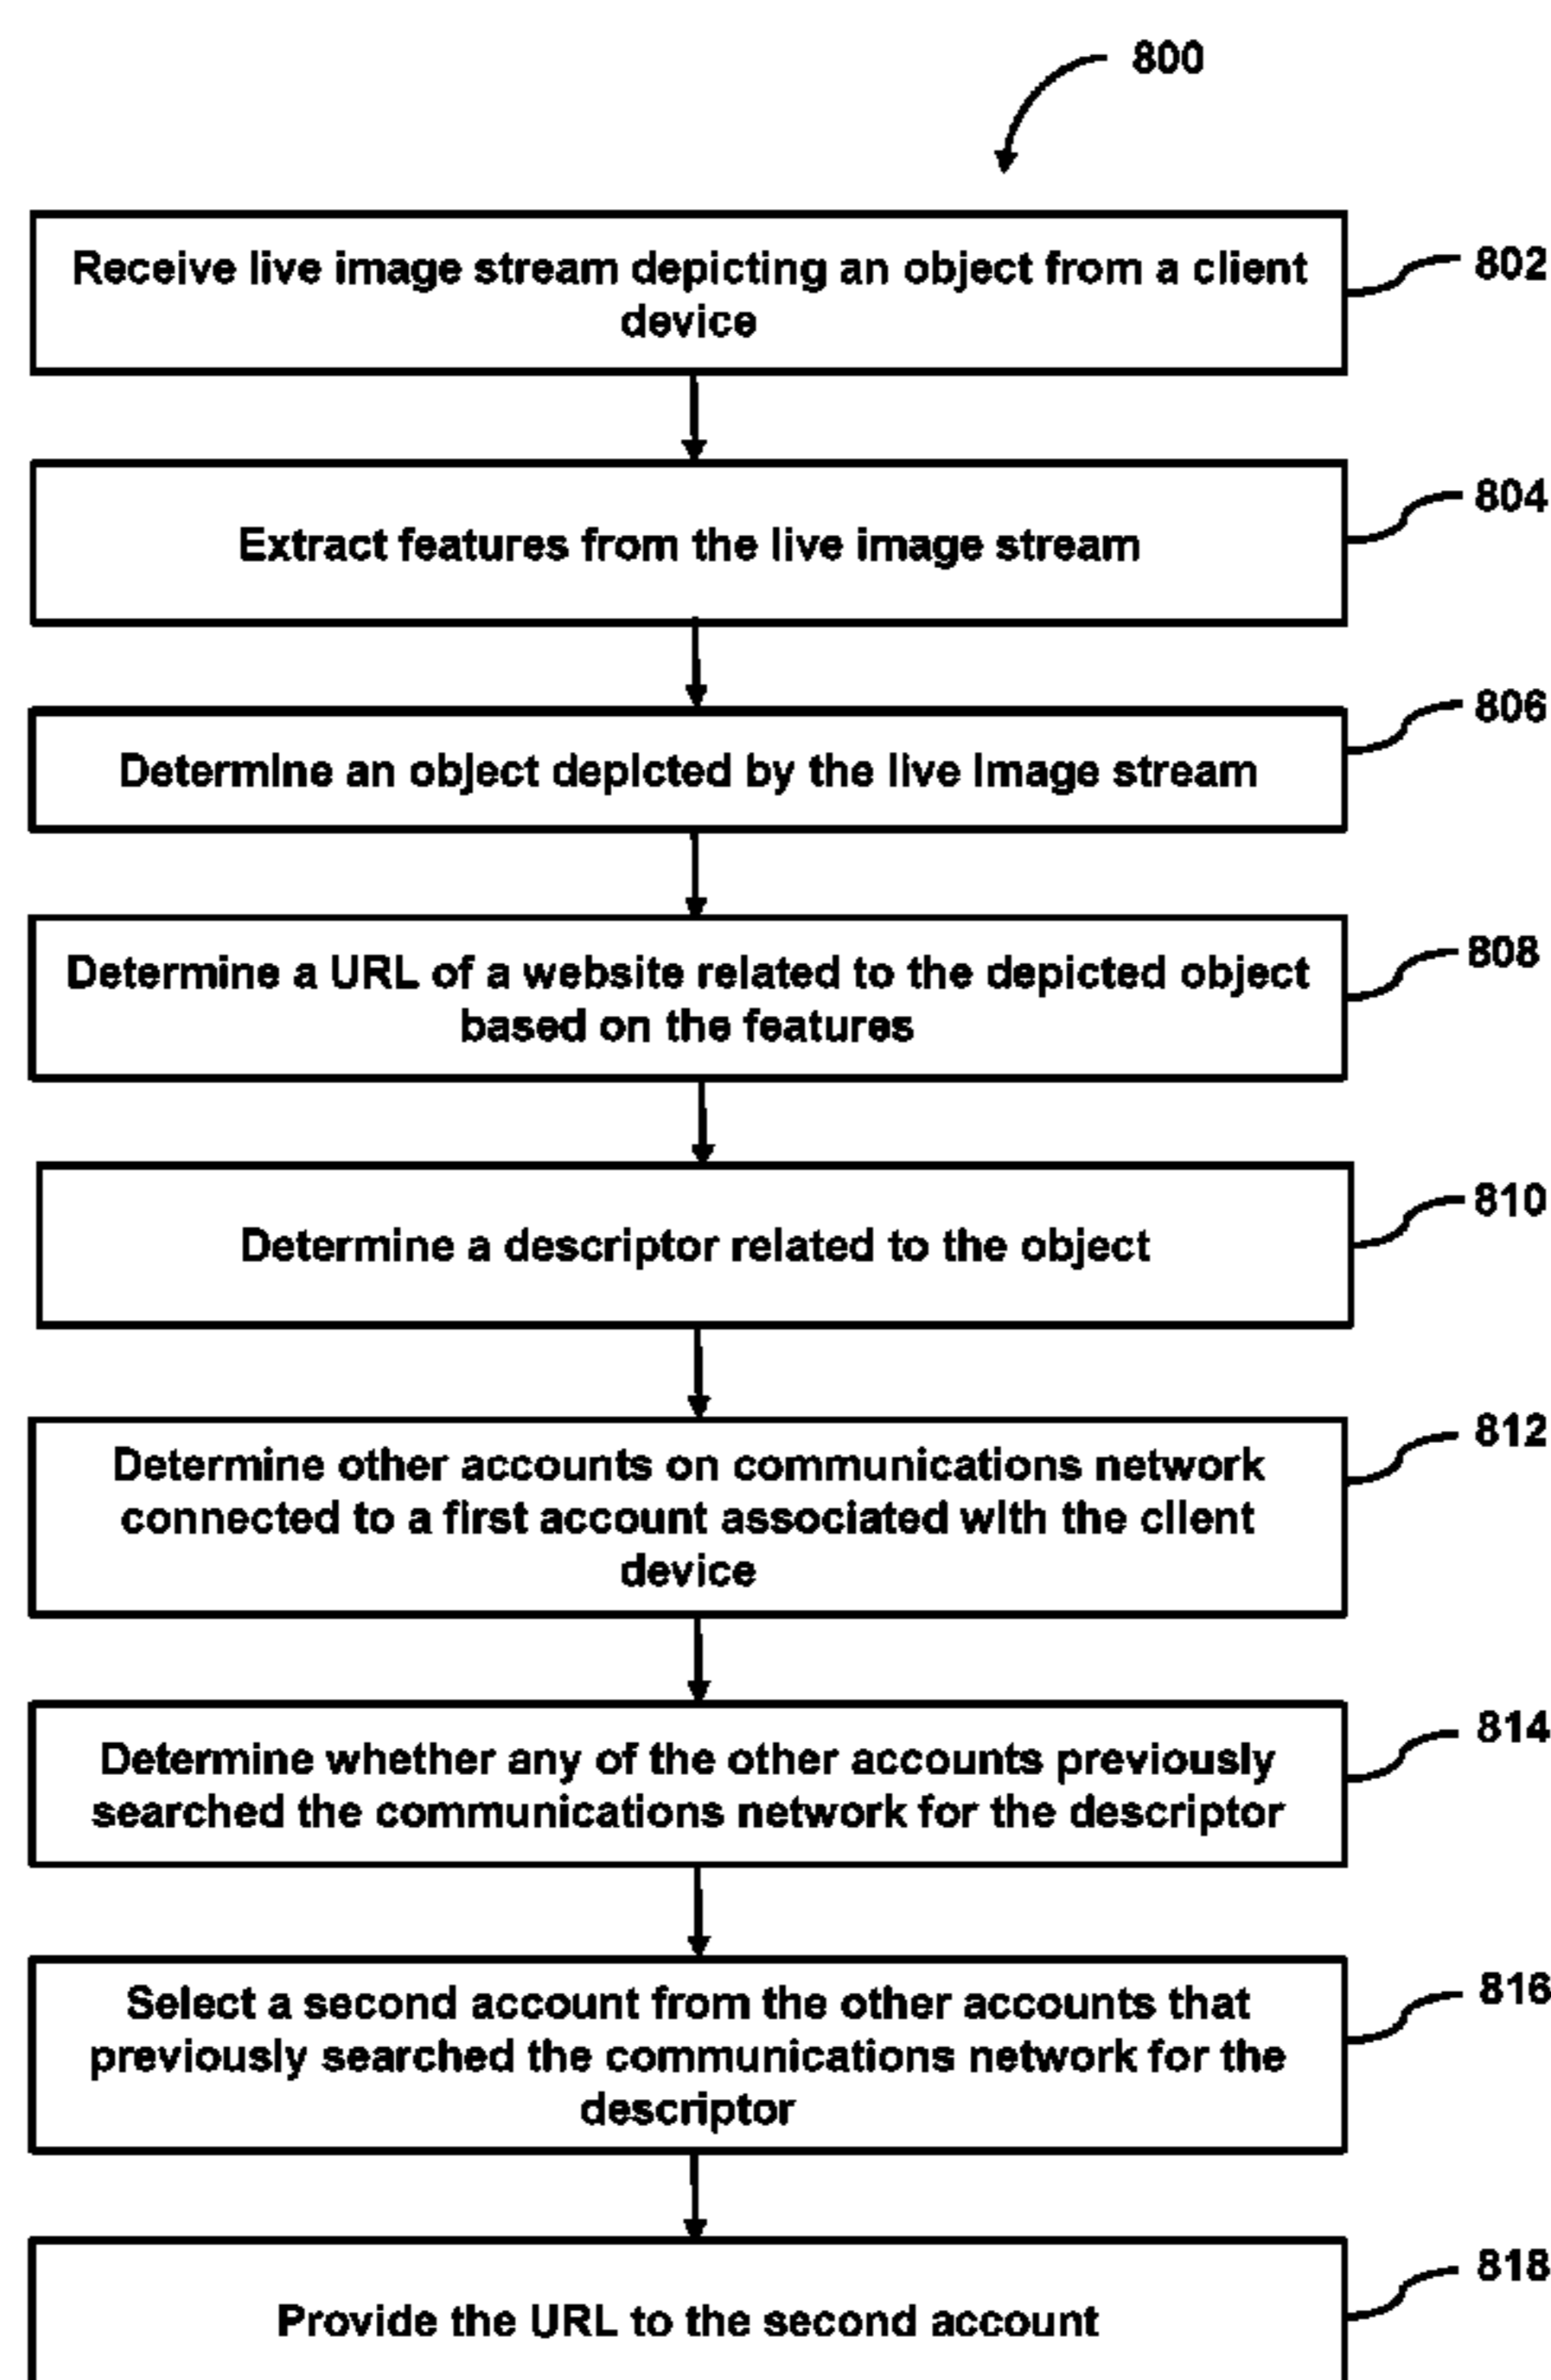 800
Receive live image stream depicting an object from a client
device
802
Extract features from the live image stream
804
Determine an object depicted by the live image stream
806
Determine a URL of a website related to the depicted object
based on the features
808
Determine a descriptor related to the object
810
Determine other accounts on communications network
connected to a first account associated with the client
device
812
Determine whether any of the other accounts previously
searched the communications network for the descriptor
814
Select a second account from the other accounts that
previously searched the communications network for the
descriptor
816
Provide the URL to the second account
818